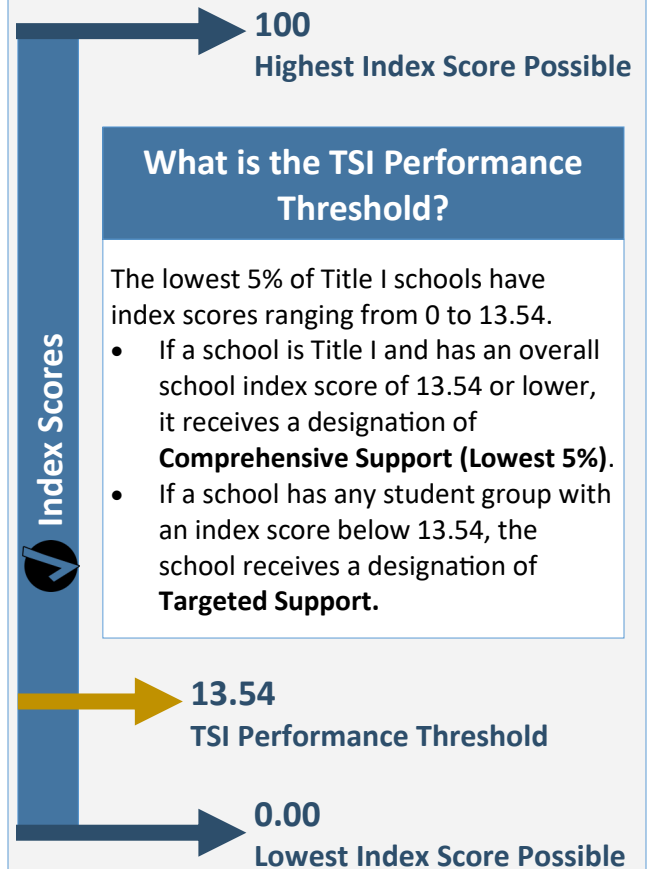 100
Highest Index Score Possible
What is the TSI Performance
Threshold?
The lowest 5% of Title I schools have
index scores ranging from 0 to 13.54.
• If a school is Title I and has an overall
school index score of 13.54 or lower,
it receives a designation of
Comprehensive Support (Lowest 5%).
• If a school has any student group with
an index score below 13.54, the
school receives a designation of
Targeted Support.
Index Scores
13.54
TSI Performance Threshold
0.00
Lowest Index Score Possible